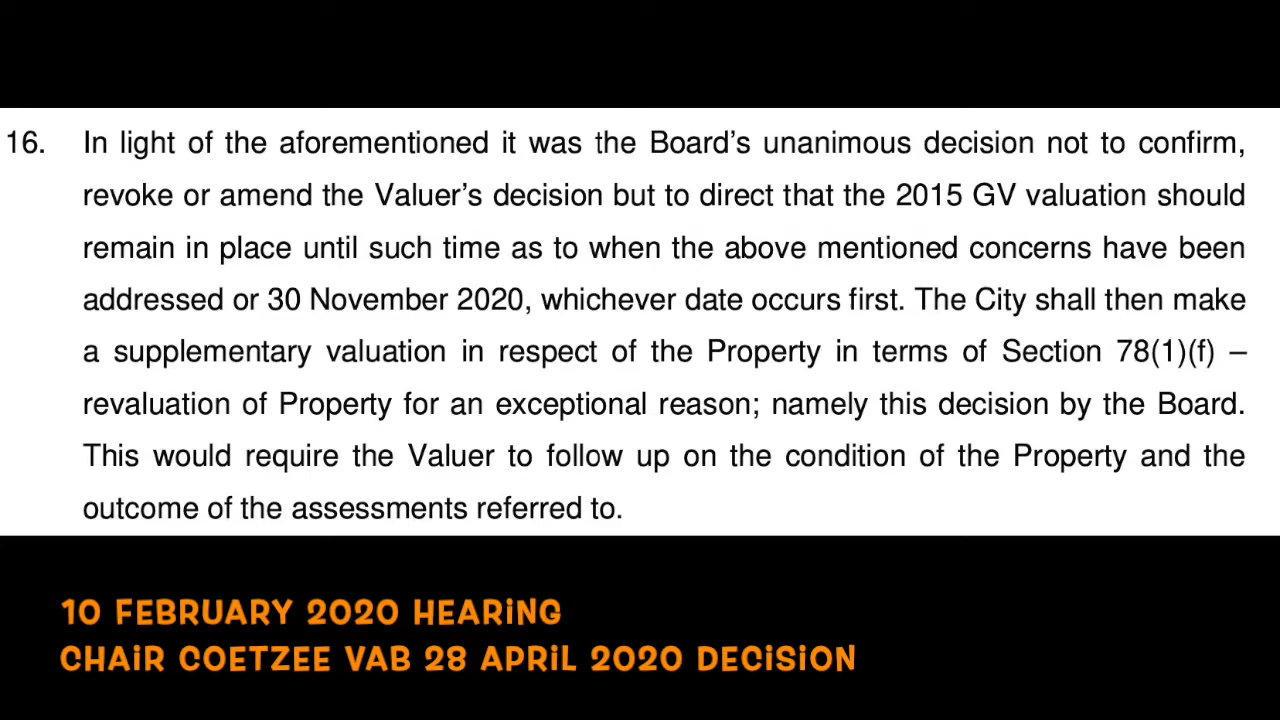 16. In light of the aforementioned it was the Board's unanimous decision not to confirm,
revoke or amend the Valuer's decision but to direct that the 2015 GV valuation should
remain in place until such time as to when the above mentioned concerns have been
addressed or 30 November 2020, whichever date occurs first. The City shall then make
a supplementary valuation in respect of the Property in terms of Section 78(1)(f) –
revaluation of Property for an exceptional reason; namely this decision by the Board.
This would require the Valuer to follow up on the condition of the Property and the
outcome of the assessments referred to.
10 FEBRUARY 2020 HEARING
CHAIR COETZEE VAB 28 APRIL 2020 DECISION